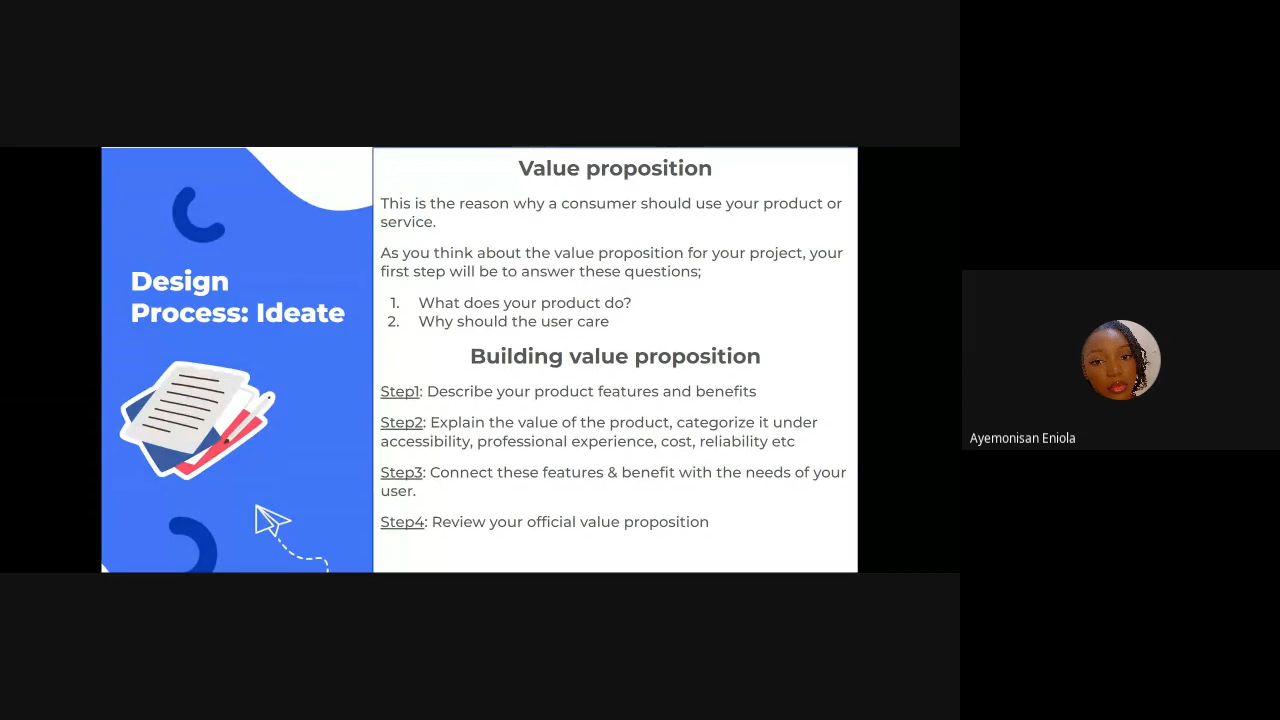 Design
Process: Ideate
Value proposition
This is the reason why a consumer should use your product or
service.
As you think about the value proposition for your project, your
first step will be to answer these questions;
1. What does your product do?
2. Why should the user care
Building value proposition
Step1: Describe your product features and benefits
Step2: Explain the value of the product, categorize it under
accessibility, professional experience, cost, reliability etc
Step3: Connect these features & benefit with the needs of your
user.
Step4: Review your official value proposition
Ayemonisan Eniola